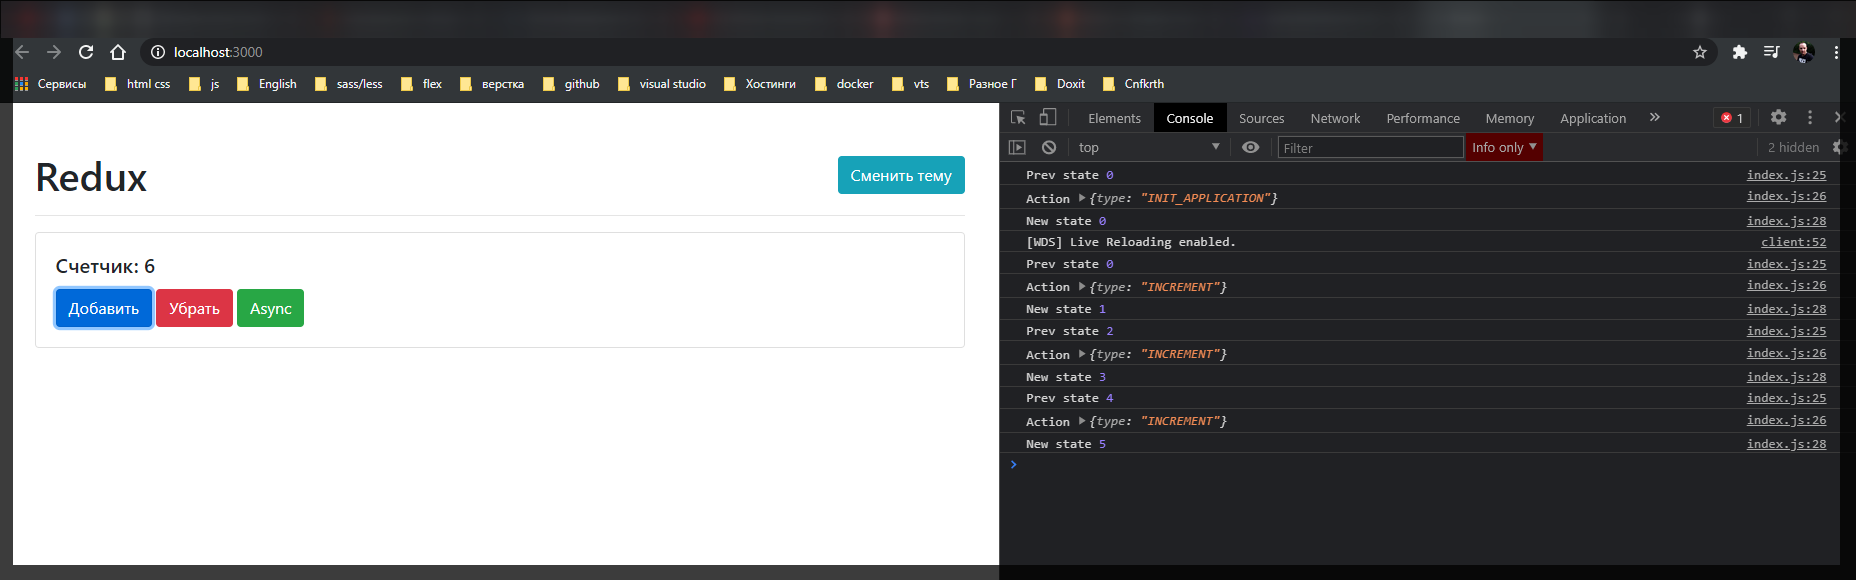 localhost:3000
Сервисы html css js English sass/less flex верстка github visual studio Хостинги docker vts Разное Г Doxit Cnfkrth
Redux
Сменить тему
Счетчик: 6
Добавить Убрать Async
Elements Console Sources Network Performance Memory Application » 1
top Filter Info only 2 hidden
Prev state 0 index.js:25
Action {type: "INIT_APPLICATION"} index.js:26
New state 0 index.js:28
[WDS] Live Reloading enabled. client:52
Prev state 0 index.js:25
Action {type: "INCREMENT"} index.js:26
New state 1 index.js:28
Prev state 2 index.js:25
Action {type: "INCREMENT"} index.js:26
New state 3 index.js:28
Prev state 4 index.js:25
Action {type: "INCREMENT"} index.js:26
New state 5 index.js:28